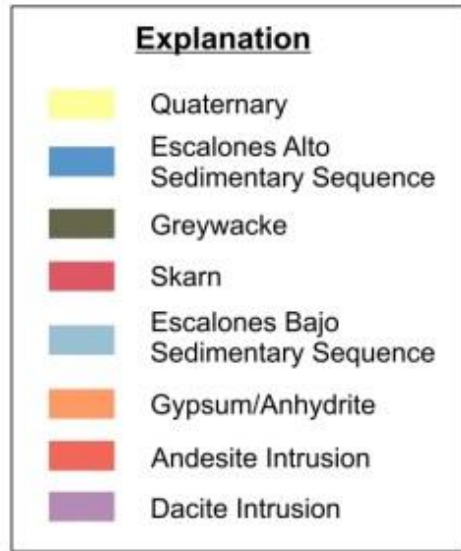 Explanation
Quaternary
Escalones Alto
Sedimentary Sequence
Greywacke
Skarn
Escalones Bajo
Sedimentary Sequence
Gypsum/Anhydrite
Andesite Intrusion
Dacite Intrusion